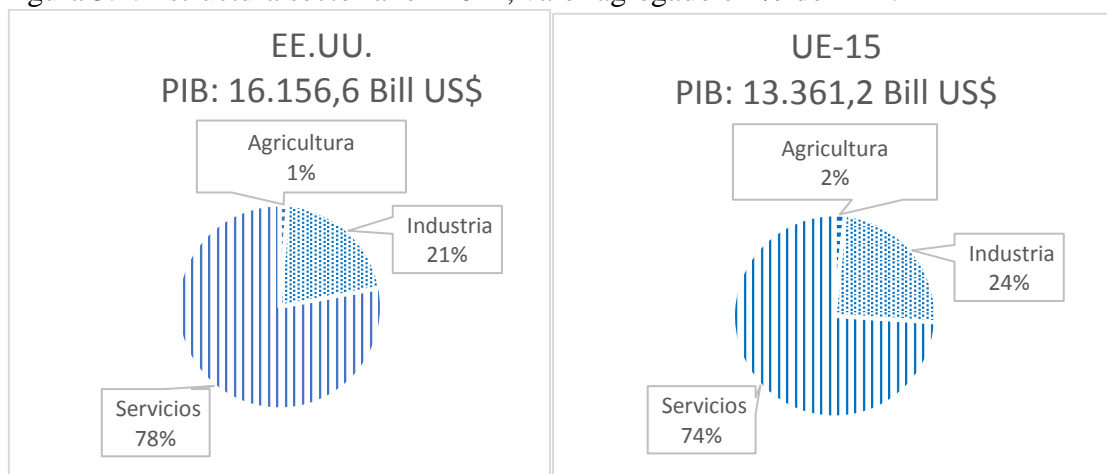 EE.UU.
PIB: 16.156,6 Bill US$
Agricultura
1%
Industria
21%
Servicios
78%
UE-15
PIB: 13.361,2 Bill US$
Agricultura
2%
Industria
24%
Servicios
74%